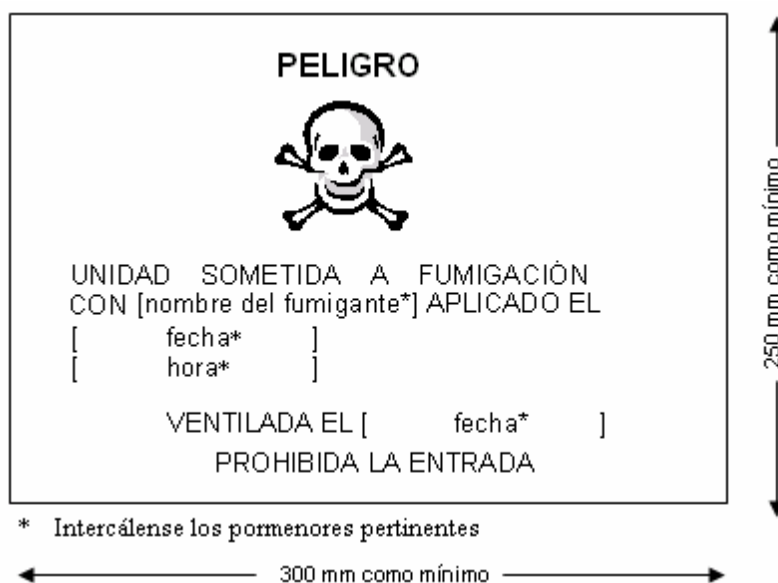 PELIGRO
UNIDAD SOMETIDA A FUMIGACIÓN
CON [nombre del fumigante*] APLICADO EL
[ fecha* ]
[ hora* ]
VENTILADA EL [ fecha* ]
PROHIBIDA LA ENTRADA
* Intercálense los pormenores pertinentes
300 mm como mínimo
250 mm como mínimo